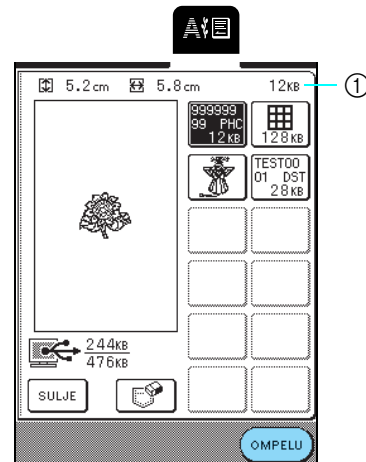 A
5.2cm 5.8cm 12KB 1
999999
99 PHC
12KB
128KB
TEST00
01 DST
28KB
244KB
476KB
SULJE
OMPELU